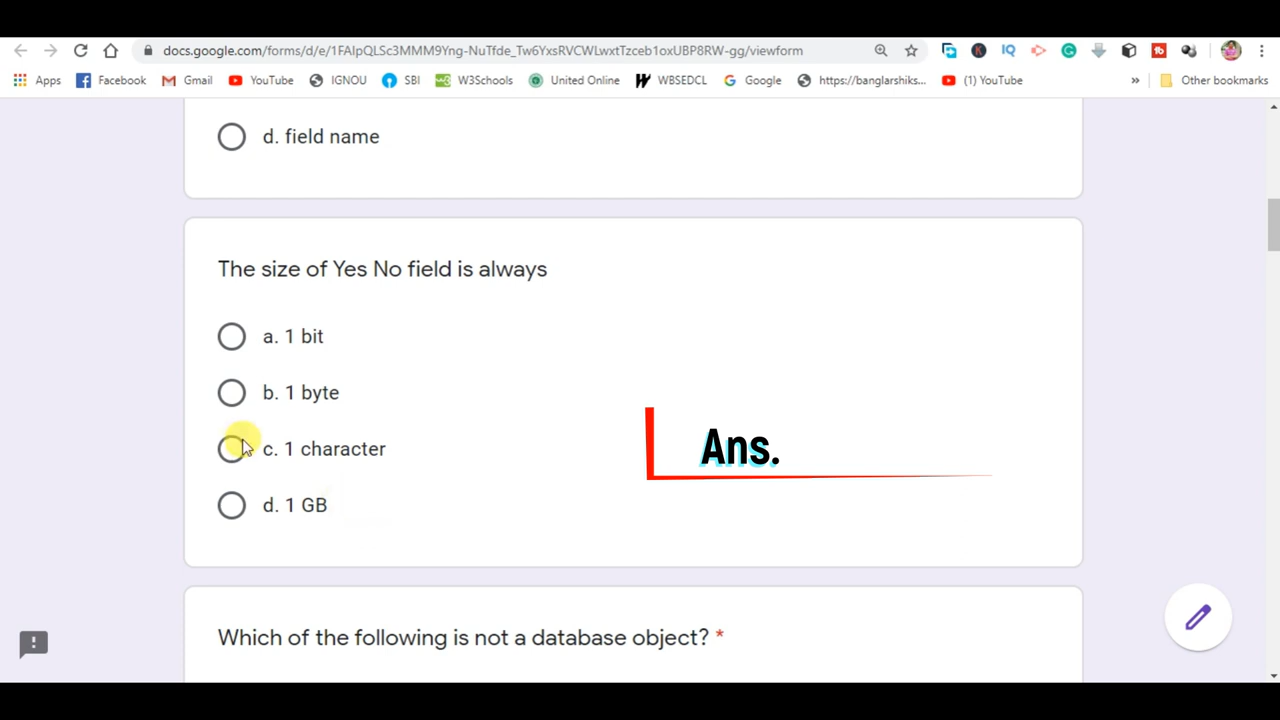 docs.google.com/forms/d/e/1FAIpQLSc3MMM9Yng-NuTfde_Tw6YxsRVCWLwxtTzceb1oxUBP8RW-gg/viewform
Apps Facebook Gmail YouTube IGNOU SBI W3Schools United Online WBSEDCL Google https://banglarshiks... (1) YouTube » Other bookmarks
d. field name
The size of Yes No field is always
a. 1 bit
b. 1 byte
c. 1 character
d. 1 GB
Ans.
Which of the following is not a database object? *